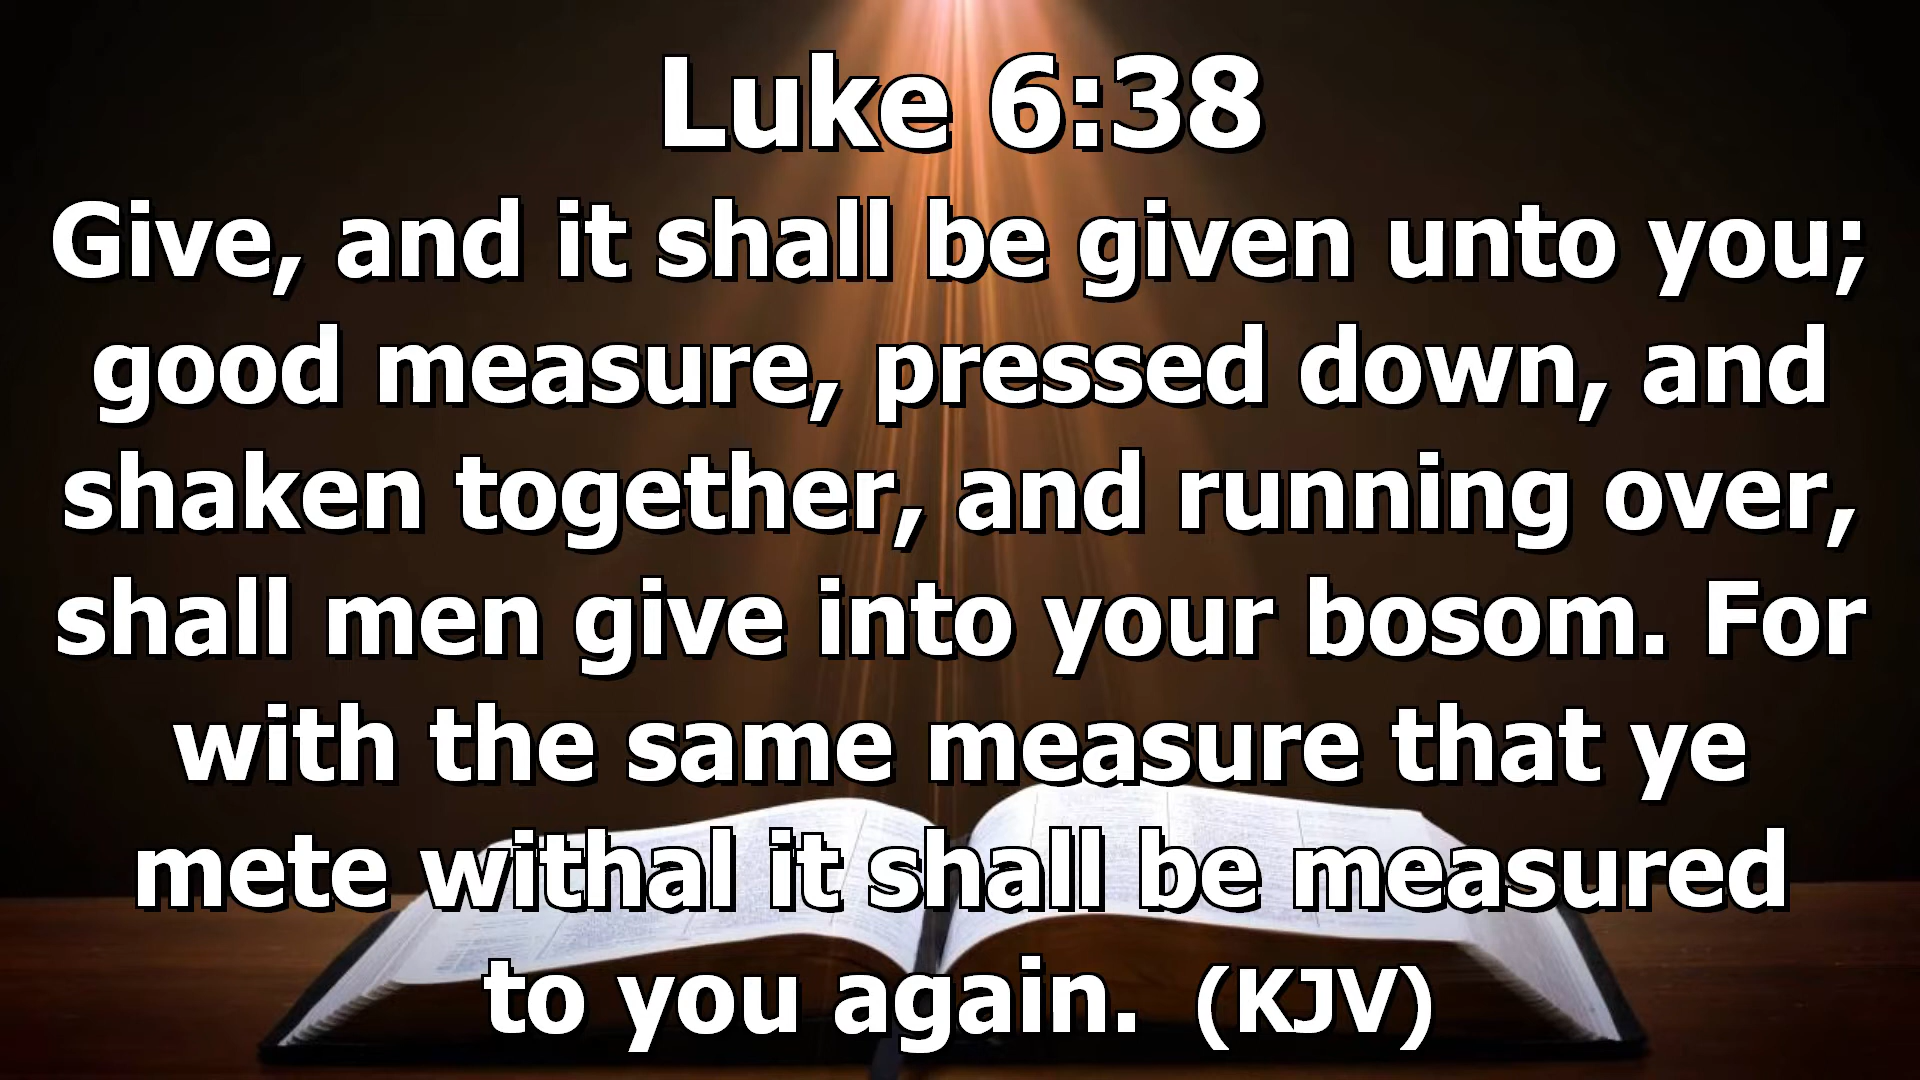 Luke 6:38
Give, and it shall be given unto you;
good measure, pressed down, and
shaken together, and running over,
shall men give into your bosom. For
with the same measure that ye
mete withal it shall be measured
to you again. (KJV)